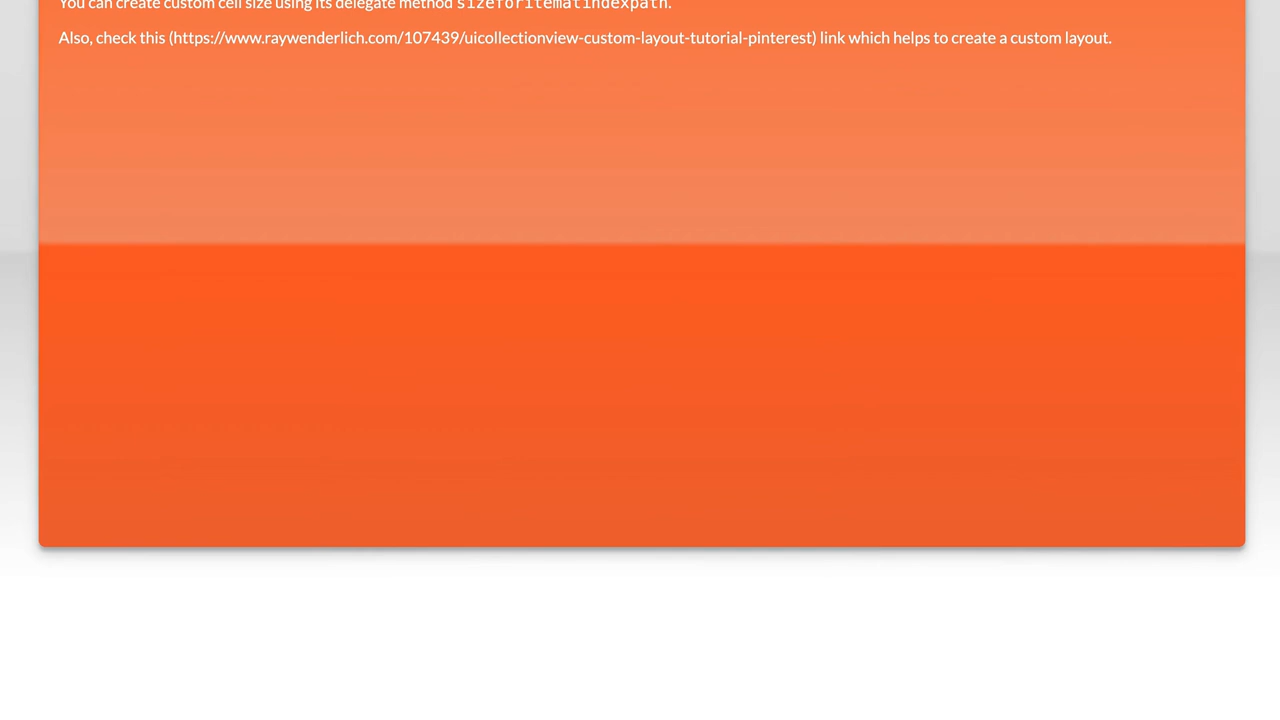 You can create custom cell size using its delegate method sizeforitematindexpath.
Also, check this (https://www.raywenderlich.com/107439/uicollectionview-custom-layout-tutorial-pinterest) link which helps to create a custom layout.